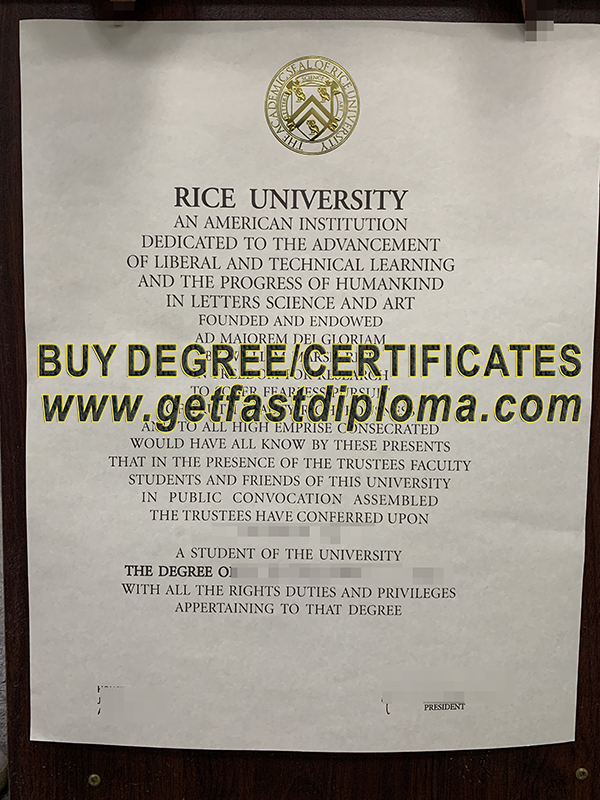 THE ACADEMIC SEAL OF RICE UNIVERSITY
SCIENCE
RICE UNIVERSITY
AN AMERICAN INSTITUTION
DEDICATED TO THE ADVANCEMENT
OF LIBERAL AND TECHNICAL LEARNING
AND THE PROGRESS OF HUMANKIND
IN LETTERS SCIENCE AND ART
FOUNDED AND ENDOWED
AD MAIOREM DEI GLORIAM
BUY DEGREE/CERTIFICATES
www.getfastdiploma.com
AND TO ALL HIGH EMPRISE CONSECRATED
WOULD HAVE ALL KNOW BY THESE PRESENTS
THAT IN THE PRESENCE OF THE TRUSTEES FACULTY
STUDENTS AND FRIENDS OF THIS UNIVERSITY
IN PUBLIC CONVOCATION ASSEMBLED
THE TRUSTEES HAVE CONFERRED UPON
A STUDENT OF THE UNIVERSITY
THE DEGREE
WITH ALL THE RIGHTS DUTIES AND PRIVILEGES
APPERTAINING TO THAT DEGREE
PRESIDENT